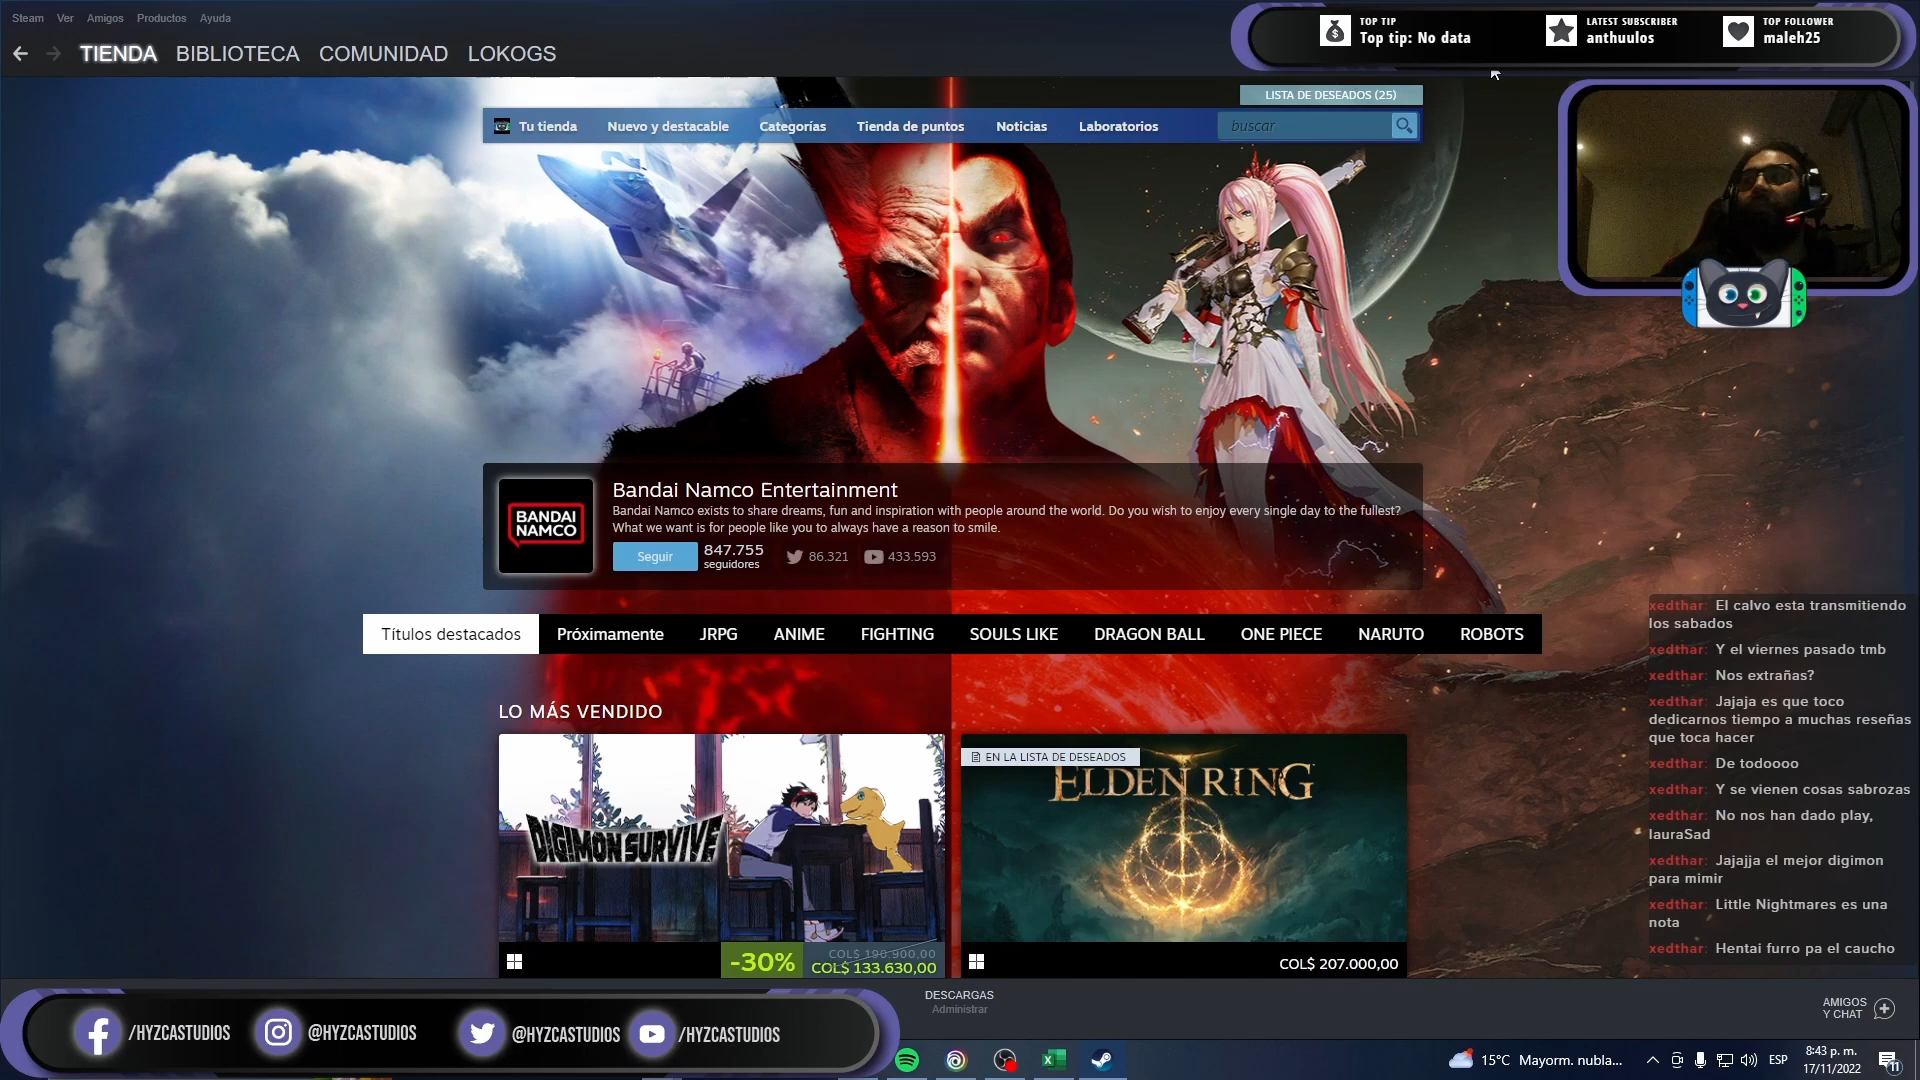 Steam Ver Amigos Productos Ayuda
TIENDA BIBLIOTECA COMUNIDAD LOKOGS
TOP TIP
Top tip: No data
LATEST SUBSCRIBER
anthuulos
TOP FOLLOWER
maleh25
LISTA DE DESEADOS (25)
Tu tienda Nuevo y destacable Categorías Tienda de puntos Noticias Laboratorios buscar
BANDAI
NAMCO
Bandai Namco Entertainment
Bandai Namco exists to share dreams, fun and inspiration with people around the world. Do you wish to enjoy every single day to the fullest?
What we want is for people like you to always have a reason to smile.
Seguir
847.755
seguidores
86.321
433.593
Títulos destacados Próximamente JRPG ANIME FIGHTING SOULS LIKE DRAGON BALL ONE PIECE NARUTO ROBOTS
LO MÁS VENDIDO
DIGIMON SURVIVE
-30%
COL$ 190.900,00
COL$ 133.630,00
EN LA LISTA DE DESEADOS
ELDEN RING
COL$ 207.000,00
xedthar: El calvo esta transmitiendo
los sabados
xedthar: Y el viernes pasado tmb
xedthar: Nos extrañas?
xedthar: Jajaja es que toco
dedicarnos tiempo a muchas reseñas
que toca hacer
xedthar: De todoooo
xedthar: Y se vienen cosas sabrozas
xedthar: No nos han dado play,
lauraSad
xedthar: Jajajja el mejor digimon
para mimir
xedthar: Little Nightmares es una
nota
xedthar: Hentai furro pa el caucho
DESCARGAS
Administrar
AMIGOS
Y CHAT
/HYZCASTUDIOS @HYZCASTUDIOS @HYZCASTUDIOS /HYZCASTUDIOS
15°C Mayorm. nubla...
ESP
8:43 p. m.
17/11/2022
11